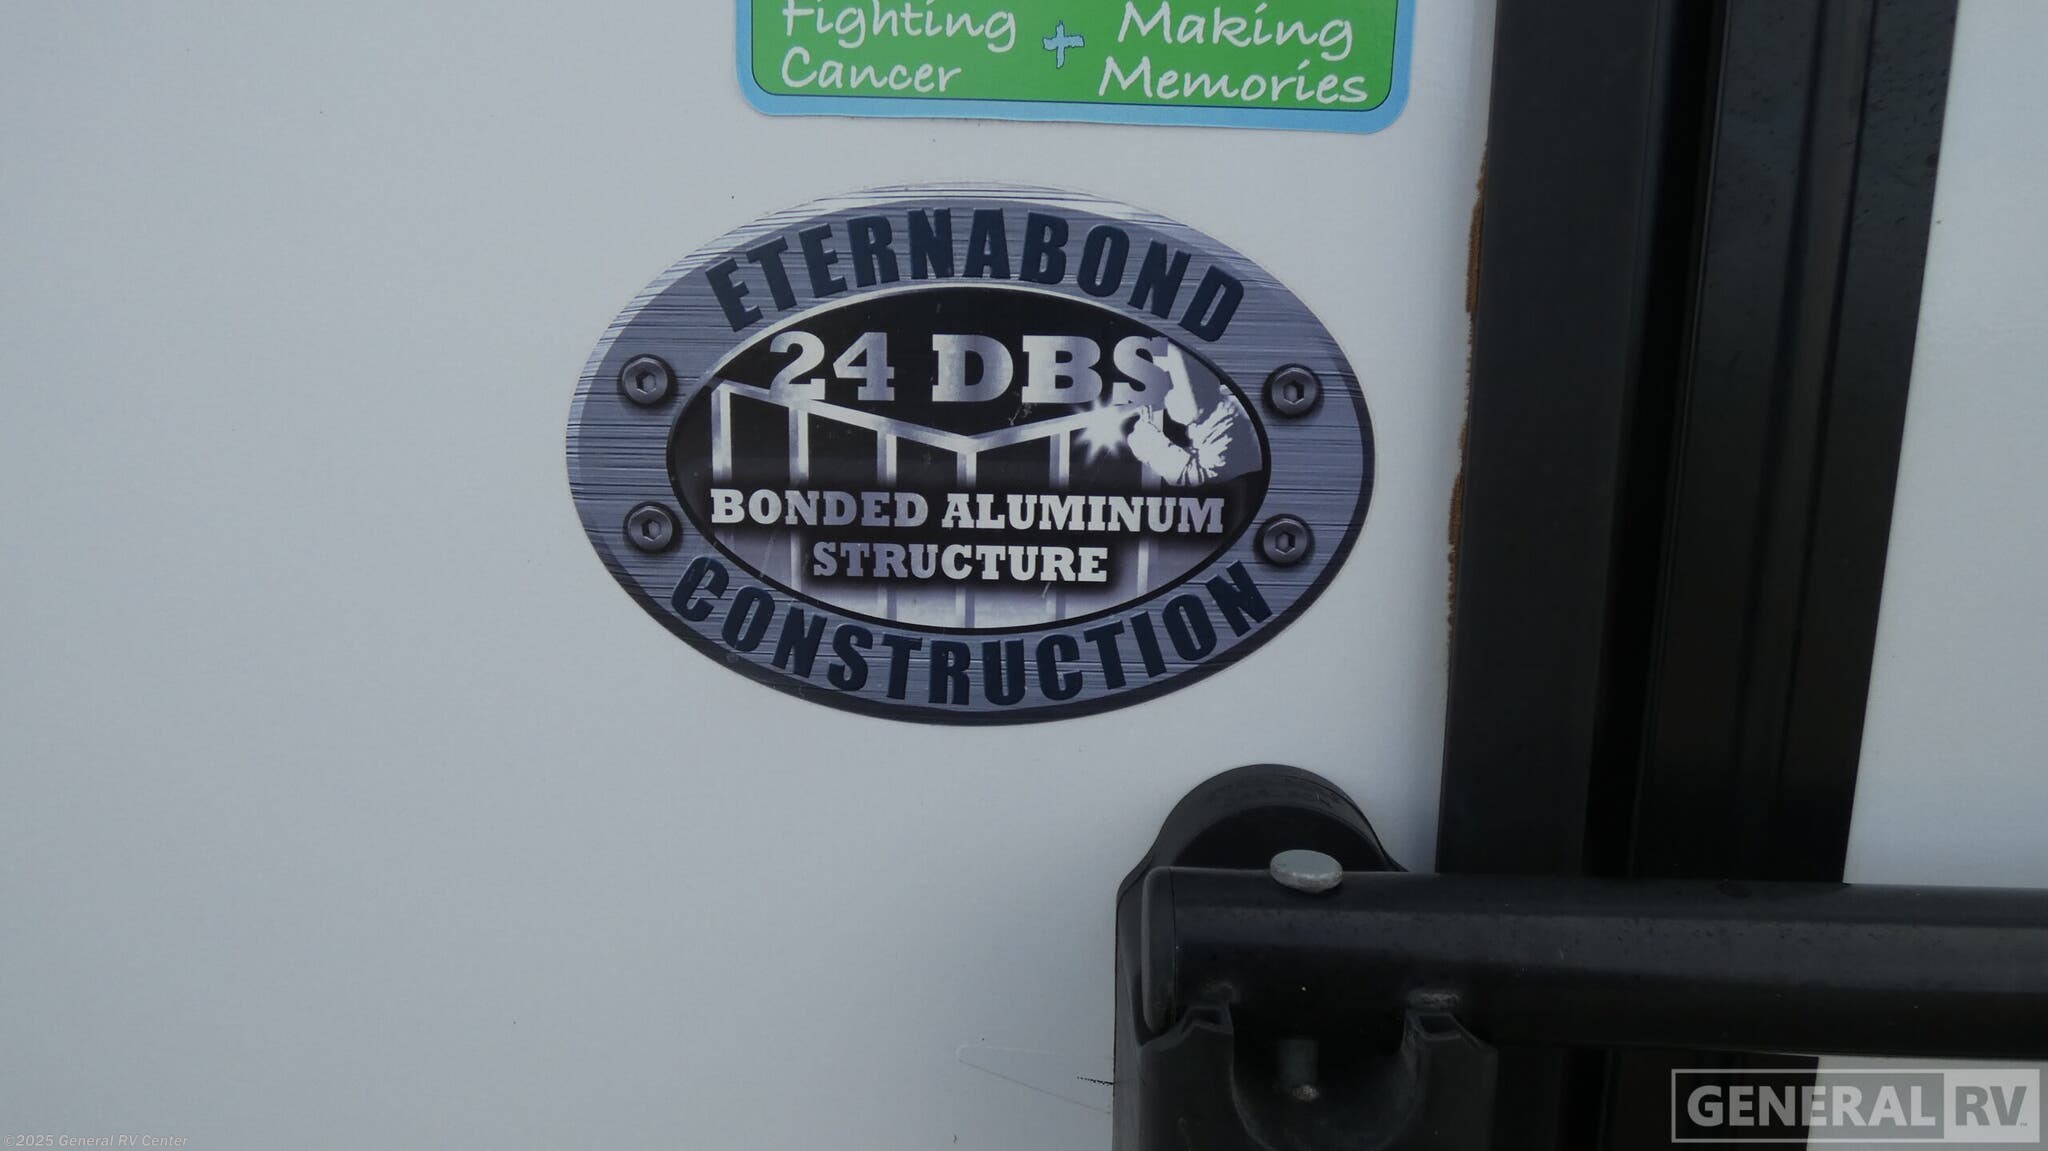 Fighting
Cancer
+
Making
Memories
ETERNABOND
24 DBS
BONDED ALUMINUM
STRUCTURE
CONSTRUCTION
GENERAL RV
©2025 General RV Center